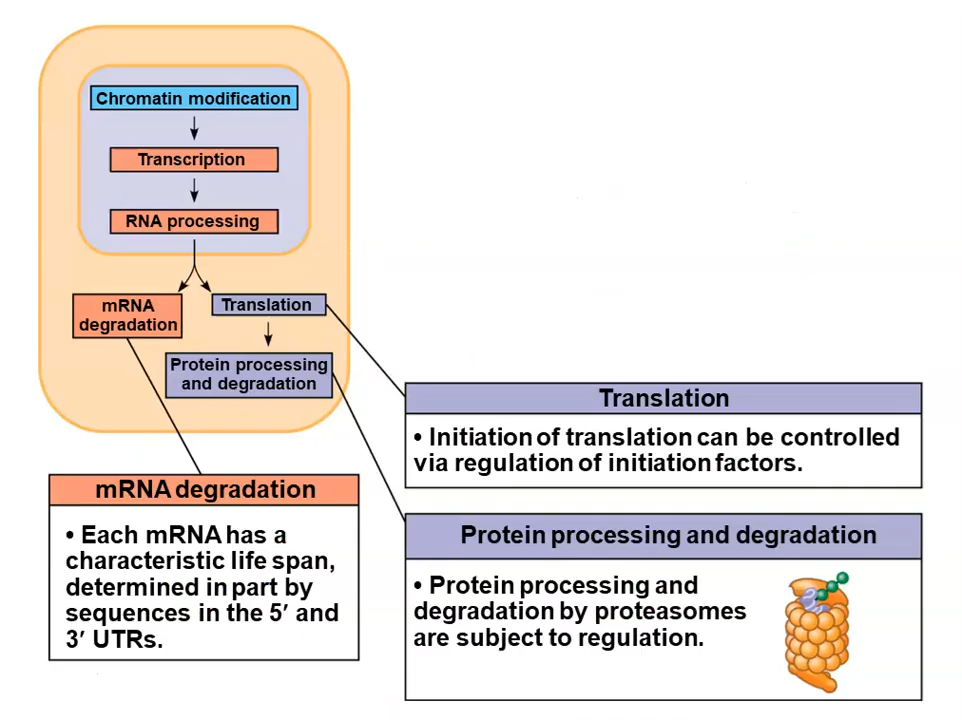 Chromatin modification
Transcription
RNA processing
mRNA
degradation
Translation
Protein processing
and degradation
Translation
• Initiation of translation can be controlled
via regulation of initiation factors.
mRNA degradation
• Each mRNA has a
characteristic life span,
determined in part by
sequences in the 5′ and
3′ UTRs.
Protein processing and degradation
• Protein processing and
degradation by proteasomes
are subject to regulation.